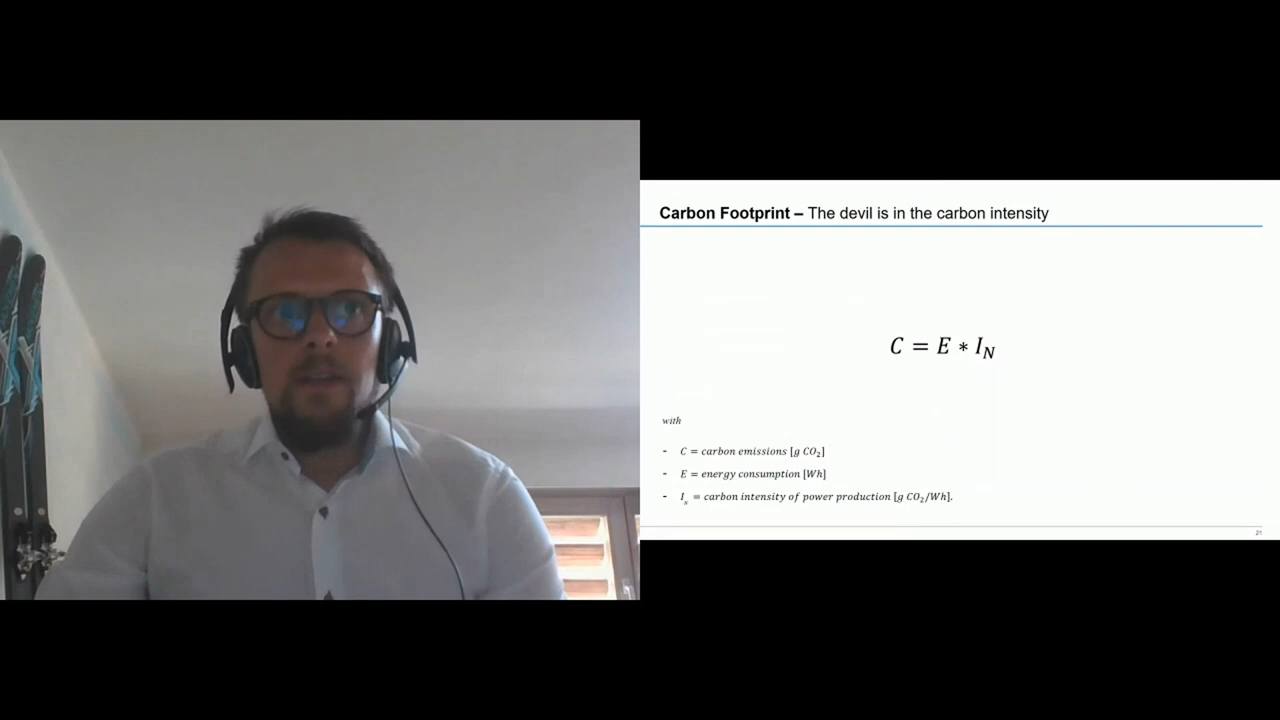 Carbon Footprint – The devil is in the carbon intensity
C = E ∗ I_N
with
- C = carbon emissions [g CO₂]
- E = energy consumption [Wh]
- I_N = carbon intensity of power production [g CO₂/Wh].
21